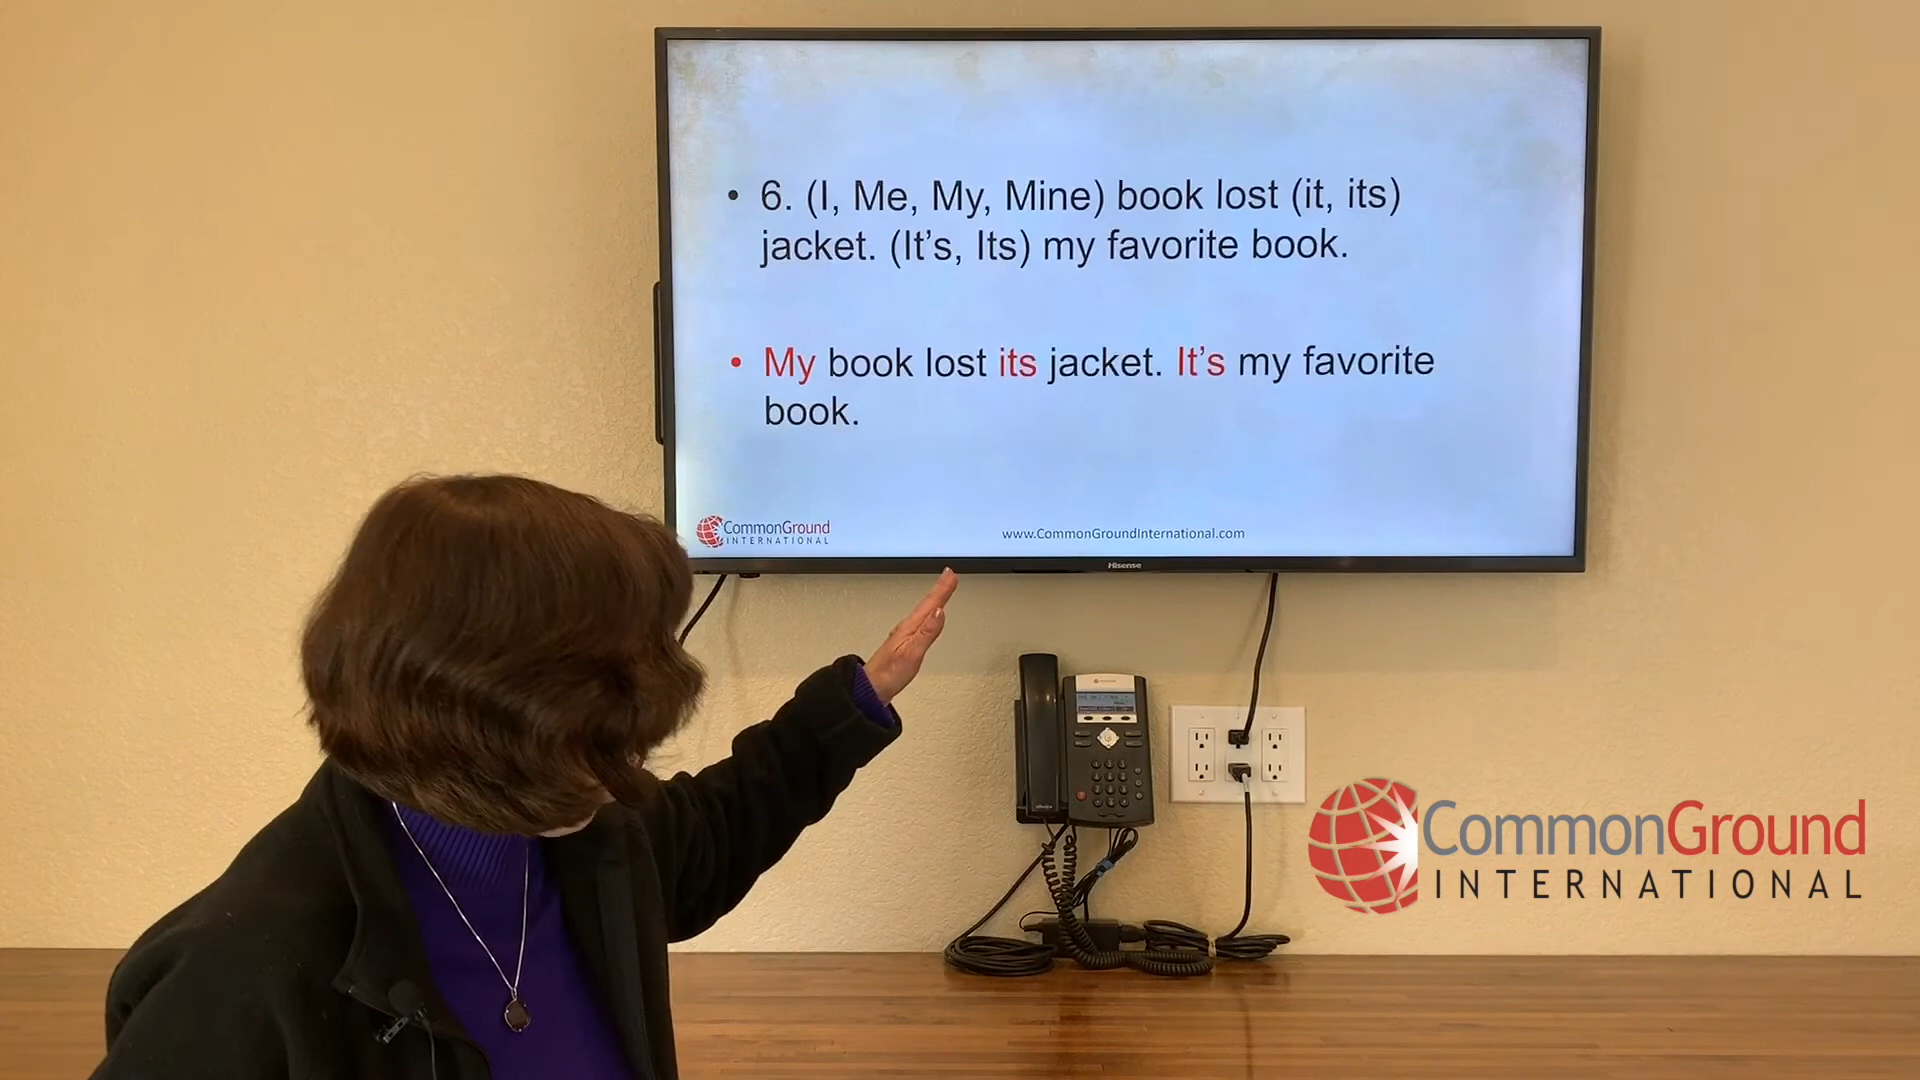 • 6. (I, Me, My, Mine) book lost (it, its)
jacket. (It’s, Its) my favorite book.
• My book lost its jacket. It’s my favorite
book.
CommonGround
INTERNATIONAL
www.CommonGroundInternational.com
Hisense
CommonGround
INTERNATIONAL